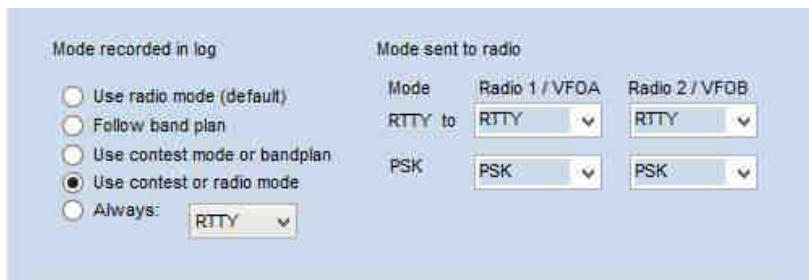 Mode recorded in log
Use radio mode (default)
Follow band plan
Use contest mode or bandplan
Use contest or radio mode
Always: RTTY
Mode sent to radio
Mode Radio 1 / VFOA Radio 2 / VFOB
RTTY to RTTY RTTY
PSK PSK PSK